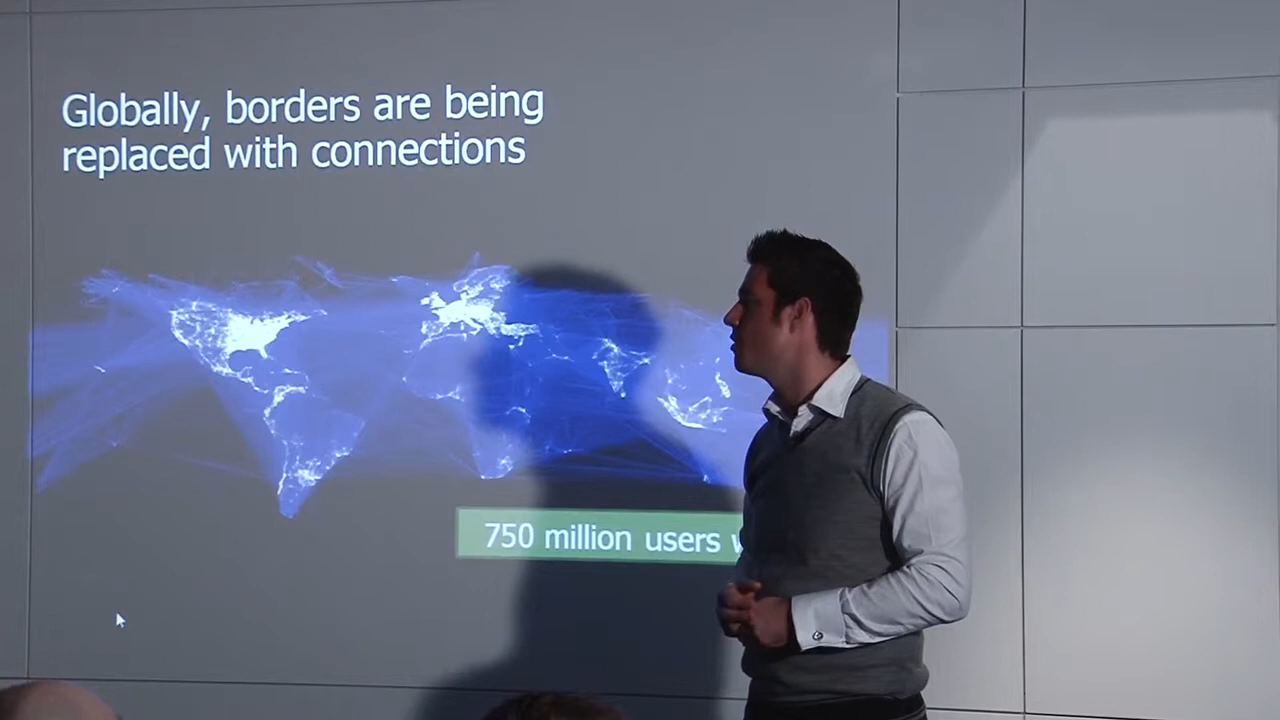 Globally, borders are being
replaced with connections
750 million users